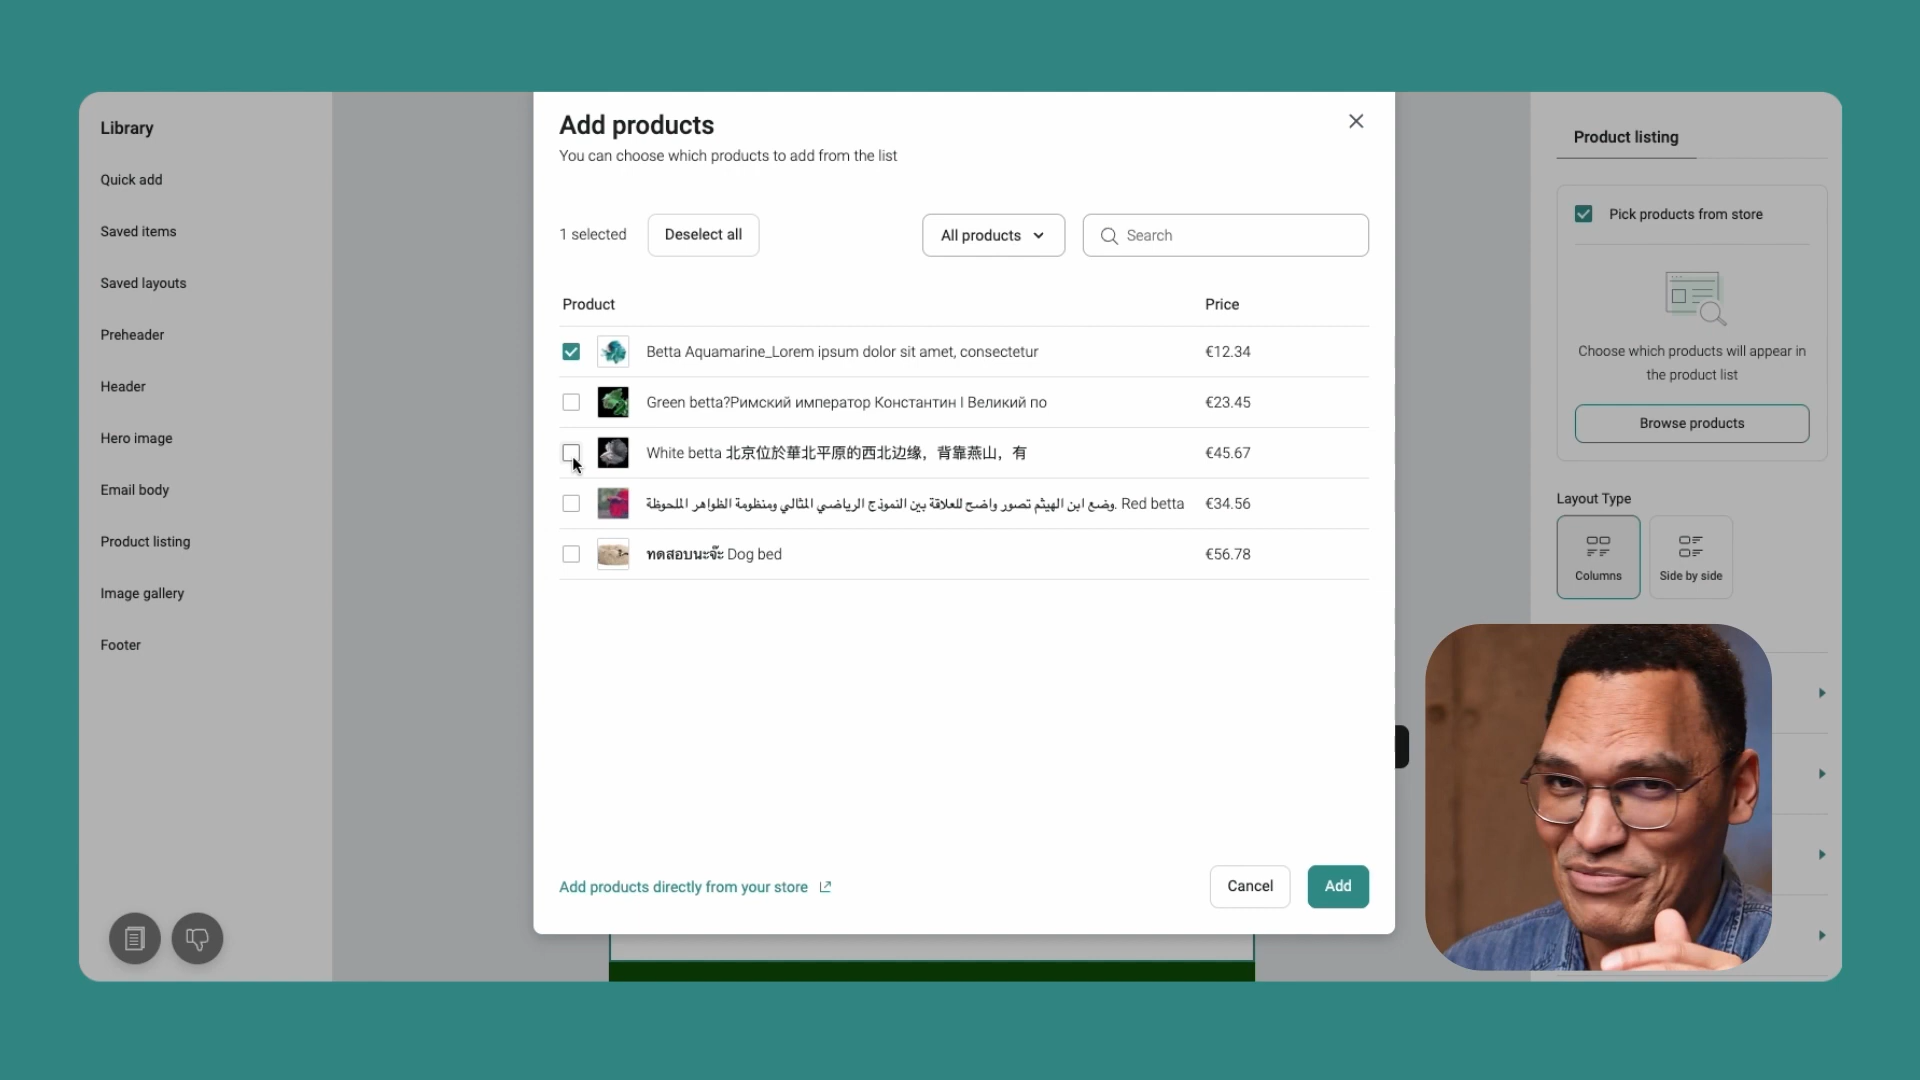 Library
Quick add
Saved items
Saved layouts
Preheader
Header
Hero image
Email body
Product listing
Image gallery
Footer
Add products
You can choose which products to add from the list
1 selected
Deselect all
All products
Search
Product
Price
Betta Aquamarine_Lorem ipsum dolor sit amet, consectetur
€12.34
Green betta?Римский император Константин I Великий по
€23.45
White betta 北京位於華北平原的西北边缘，背靠燕山，有
€45.67
وضع ابن الهيثم تصور واضح للعلاقة بين النموذج الرياضي المثالي ومنظومة الظواهر الملحوظة. Red betta
€34.56
ทดสอบนะจ๊ะ Dog bed
€56.78
Add products directly from your store
Cancel
Add
Product listing
Pick products from store
Choose which products will appear in
the product list
Browse products
Layout Type
Columns
Side by side